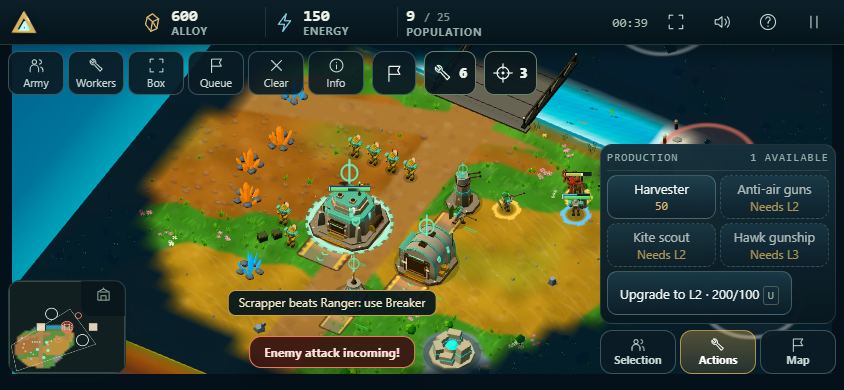 600
ALLOY
150
ENERGY
9 / 25
POPULATION
00:39
Army
Workers
Box
Queue
Clear
Info
6
3
PRODUCTION
1 AVAILABLE
Harvester
50
Anti-air guns
Needs L2
Kite scout
Needs L2
Hawk gunship
Needs L3
Upgrade to L2 · 200/100 U
Scrapper beats Ranger: use Breaker
Enemy attack incoming!
Selection
Actions
Map